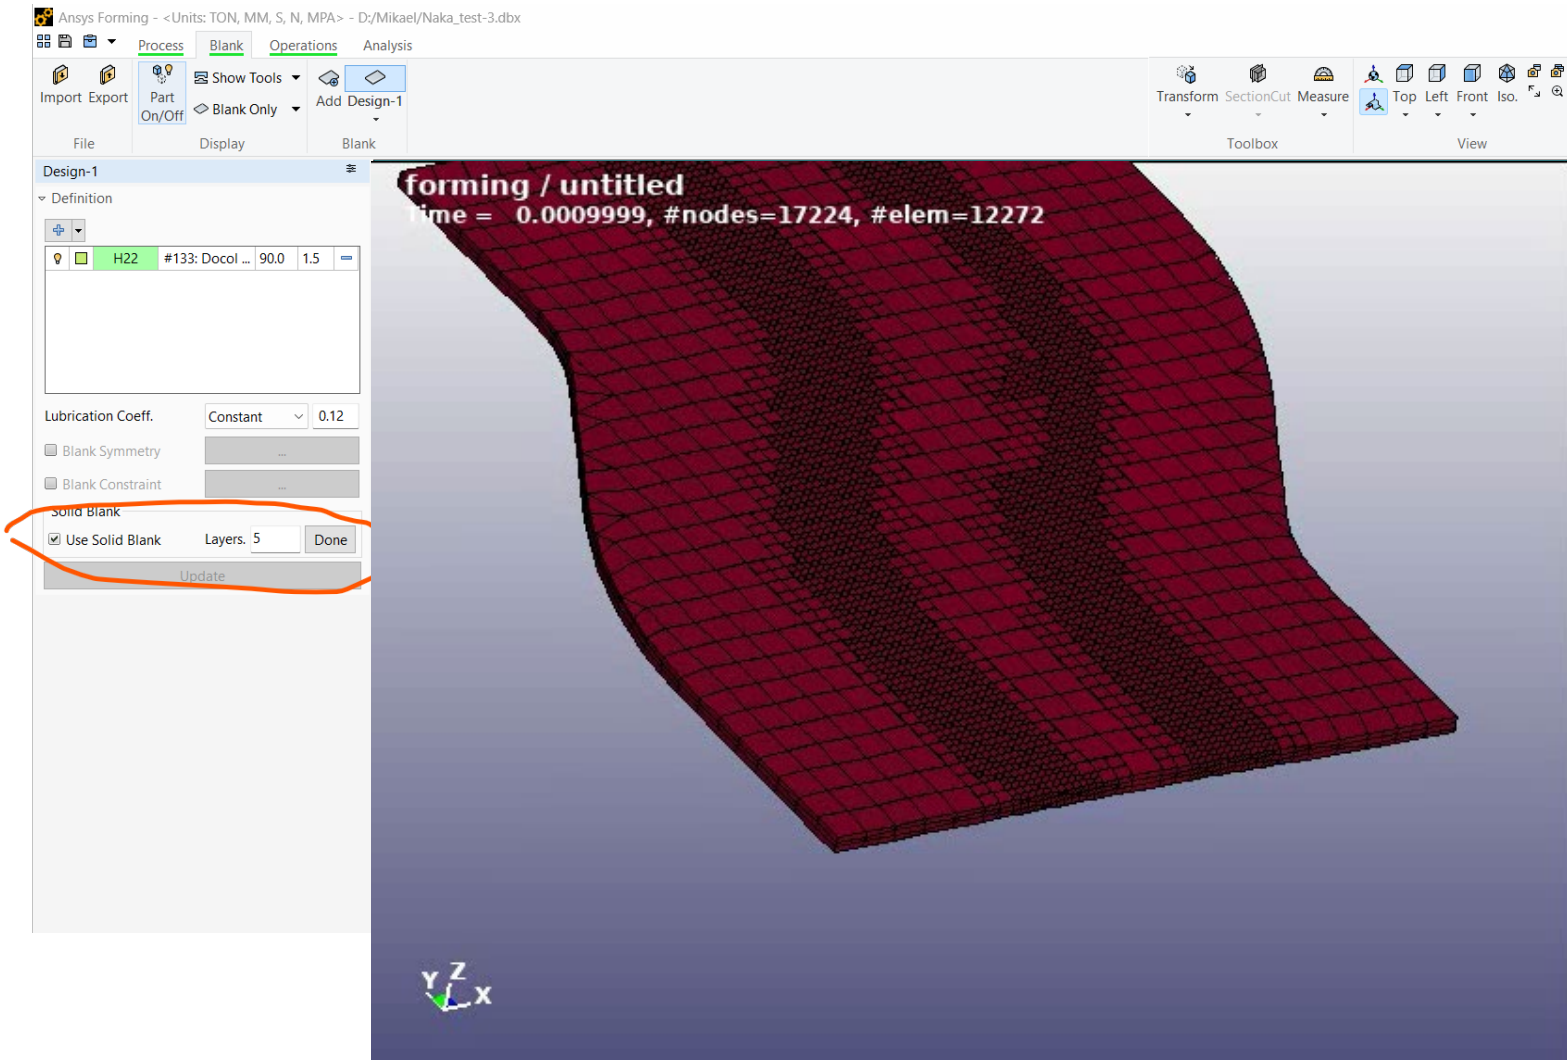 Ansys Forming - <Units: TON, MM, S, N, MPA> - D:/Mikael/Naka_test-3.dbx
Process Blank Operations Analysis
Import Export Part On/Off Show Tools Blank Only Add Design-1 Transform SectionCut Measure Top Left Front Iso.
File Display Blank Toolbox View
Design-1
Definition
H22 #133: Docol ... 90.0 1.5
Lubrication Coeff. Constant 0.12
Blank Symmetry ...
Blank Constraint ...
Solid Blank
Use Solid Blank Layers. 5 Done
Update
forming / untitled
Time = 0.0009999, #nodes=17224, #elem=12272
Y Z X